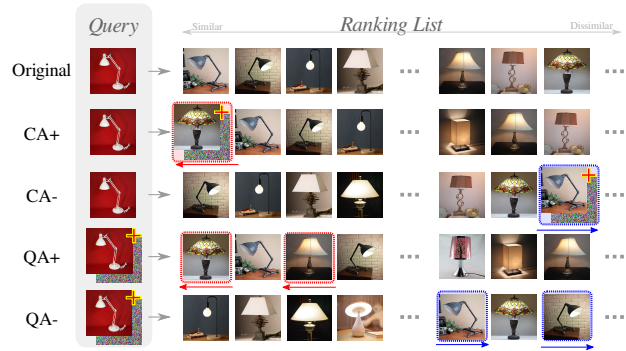 Query
Similar
Ranking List
Dissimilar
Original
...
...
CA+
...
...
CA-
...
...
QA+
...
...
QA-
...
...